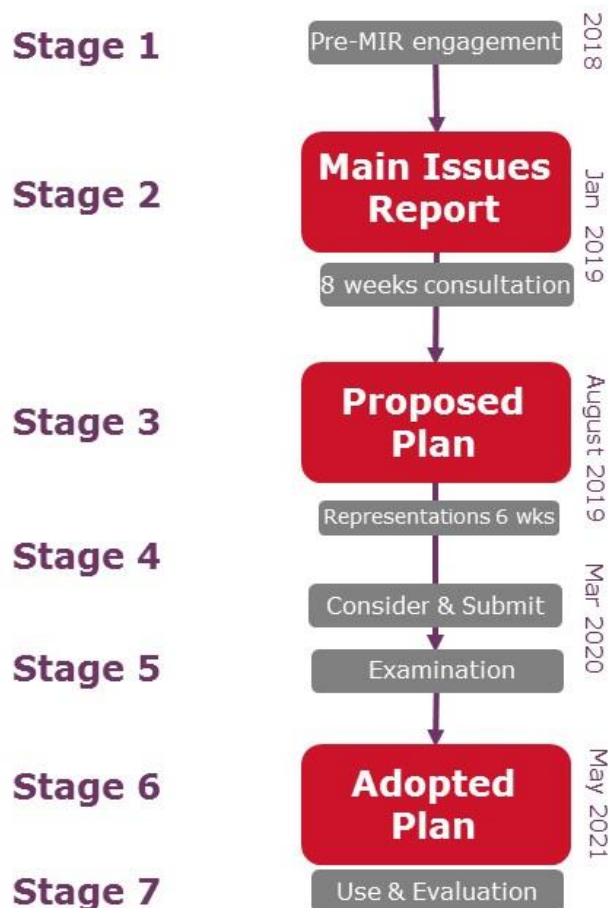 Stage 1
Pre-MIR engagement
2018
Stage 2
Main Issues
Report
Jan 2019
8 weeks consultation
Stage 3
Proposed
Plan
August 2019
Representations 6 wks
Stage 4
Consider & Submit
Mar 2020
Stage 5
Examination
Stage 6
Adopted
Plan
May 2021
Stage 7
Use & Evaluation